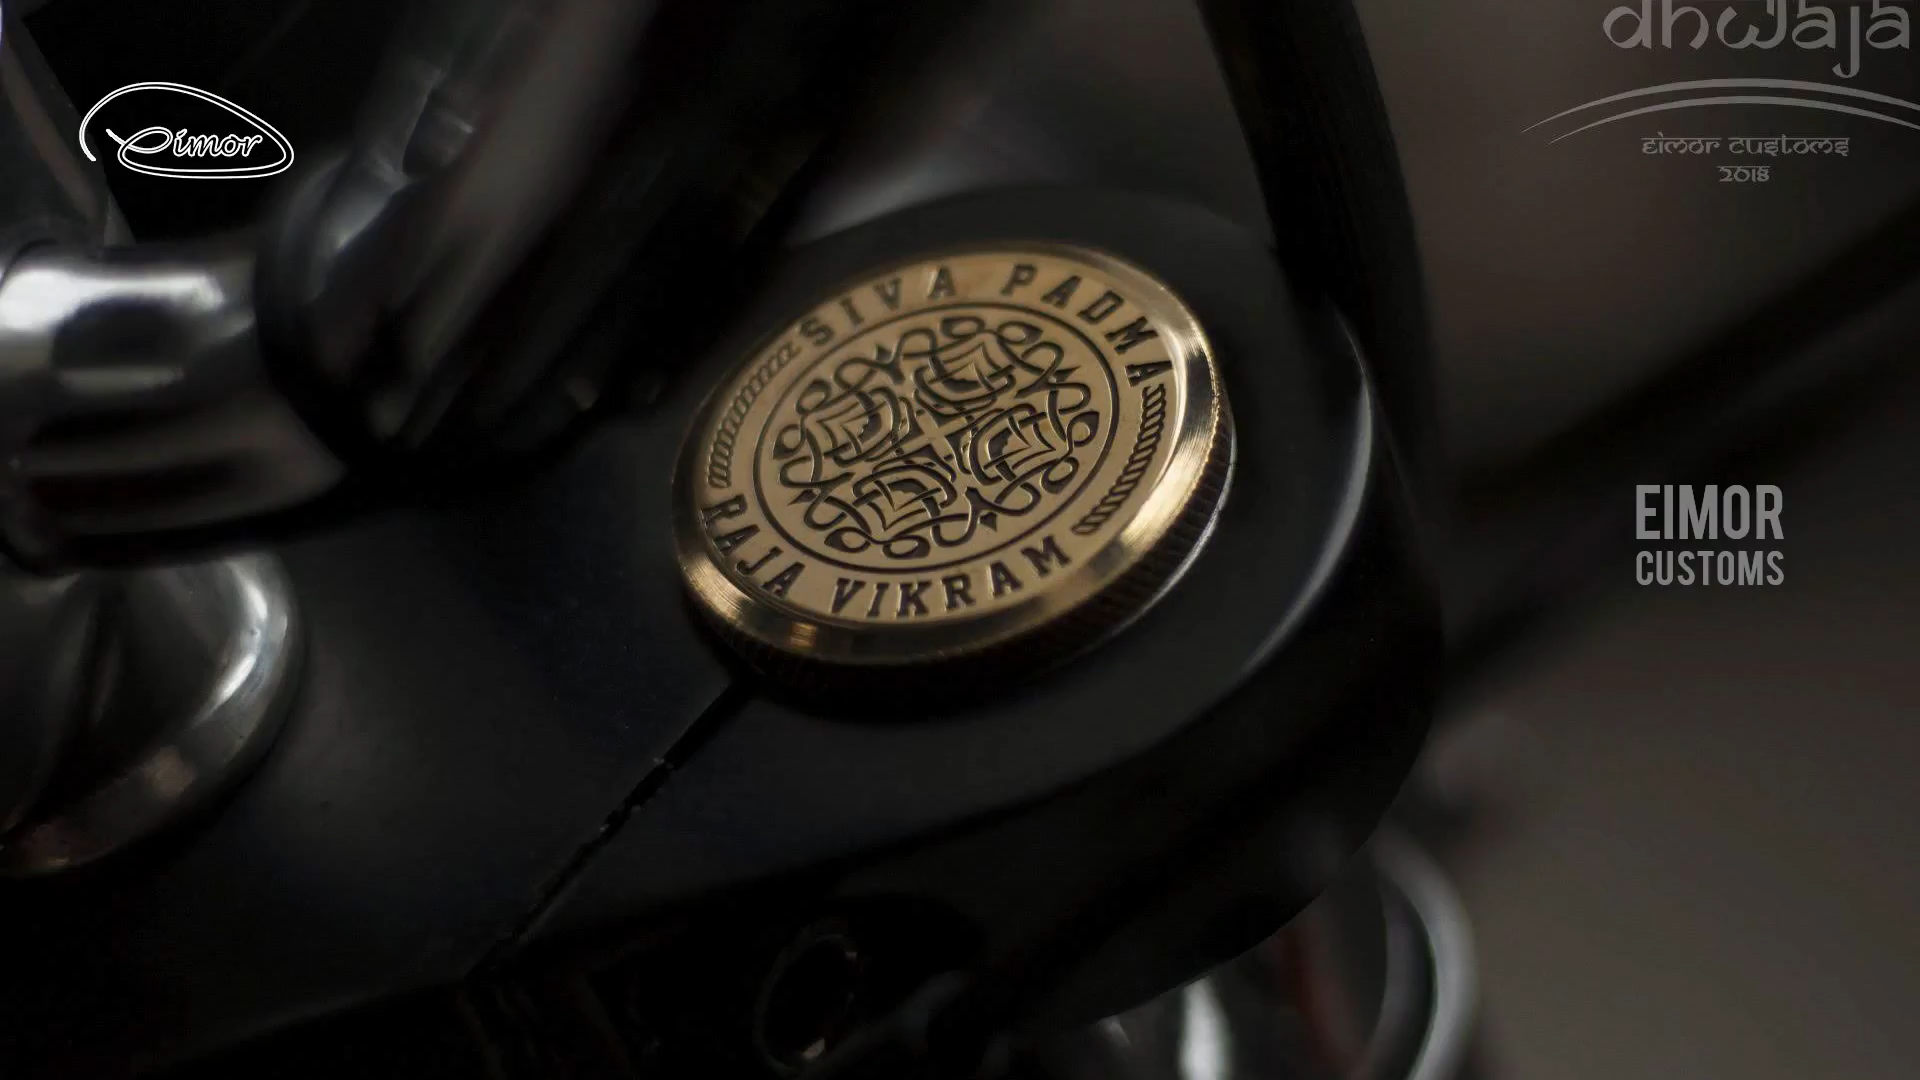 dhwaja
eimor customs
2018
eimor
SIVA PADMA
RAJA VIKRAM
EIMOR
CUSTOMS